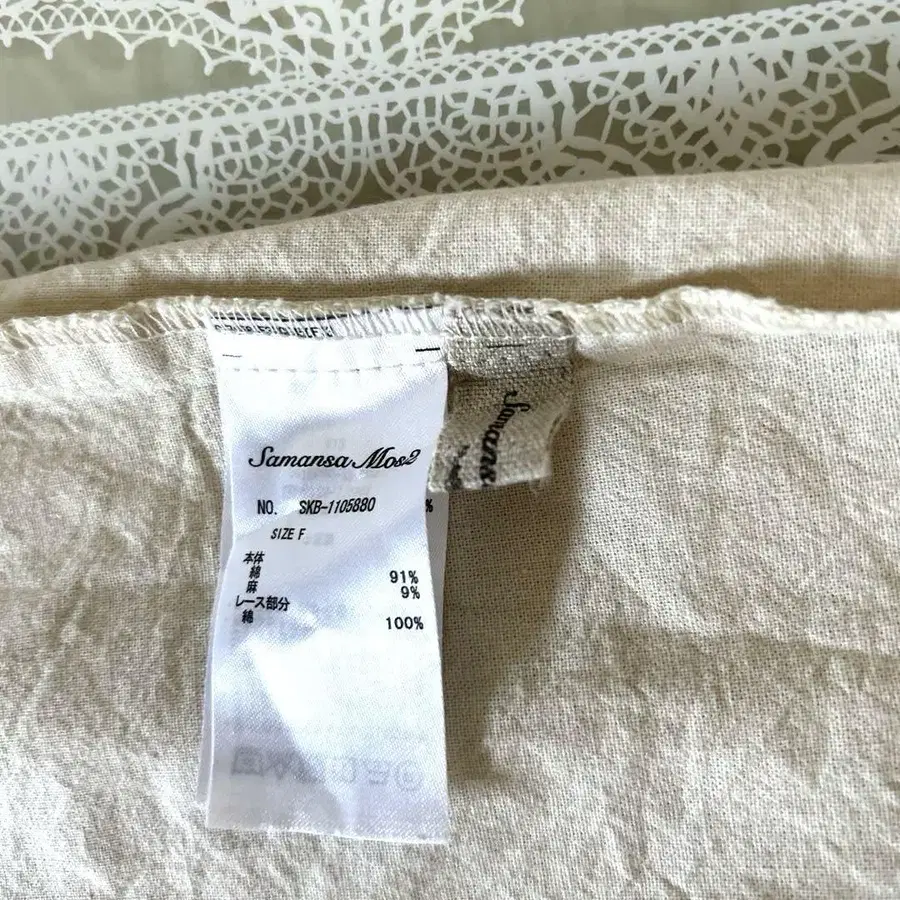 Samansa Mos2
NO. SKB-1105880
SIZE F
本体
綿 91%
麻 9%
レース部分
綿 100%
%
Samansa